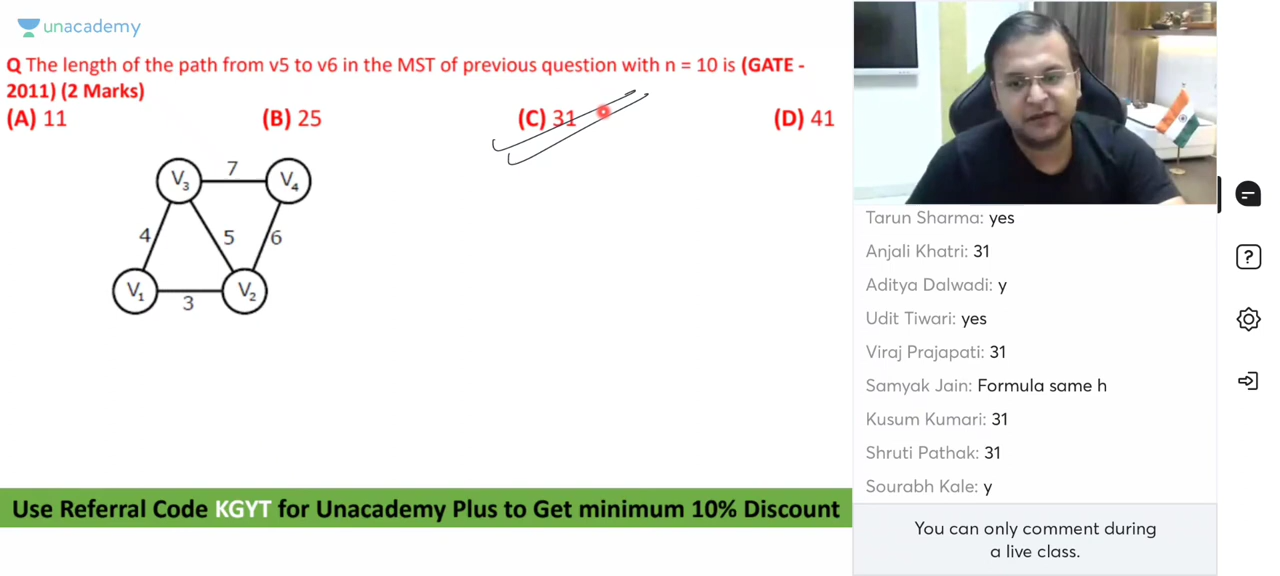 unacademy
Q The length of the path from v5 to v6 in the MST of previous question with n = 10 is (GATE -
2011) (2 Marks)
(A) 11 (B) 25 (C) 31 (D) 41
V3 7 V4
4 5 6
V1 3 V2
Use Referral Code KGYT for Unacademy Plus to Get minimum 10% Discount
Tarun Sharma: yes
Anjali Khatri: 31
Aditya Dalwadi: y
Udit Tiwari: yes
Viraj Prajapati: 31
Samyak Jain: Formula same h
Kusum Kumari: 31
Shruti Pathak: 31
Sourabh Kale: y
You can only comment during
a live class.
?